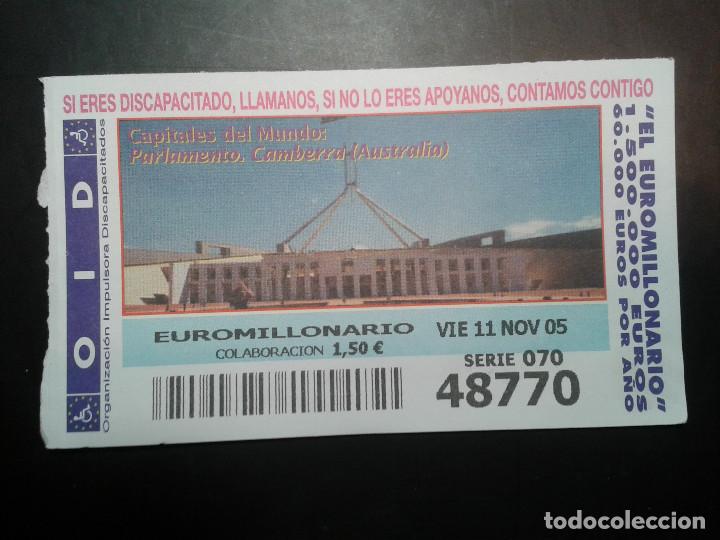 SI ERES DISCAPACITADO, LLAMANOS, SI NO LO ERES APOYANOS, CONTAMOS CONTIGO
OID
Organización Impulsora Discapacitados
Capitales del Mundo:
Parlamento. Camberra (Australia)
EUROMILLONARIO VIE 11 NOV 05
COLABORACION 1,50 €
SERIE 070
48770
"EL EUROMILLONARIO"
1.500.000 EUROS
60.000 EUROS POR AÑO
todocoleccion